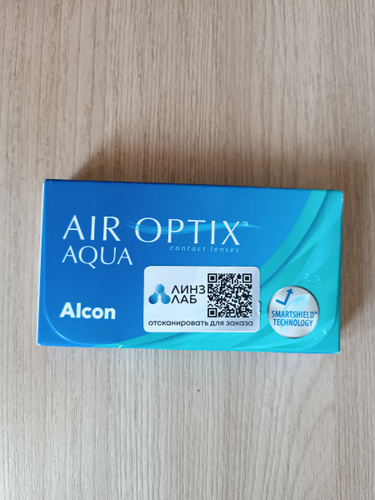 AIR OPTIX™
contact lenses
AQUA
ЛИНЗ
ЛАБ
отсканировать для заказа
Alcon
SMARTSHIELD™
TECHNOLOGY